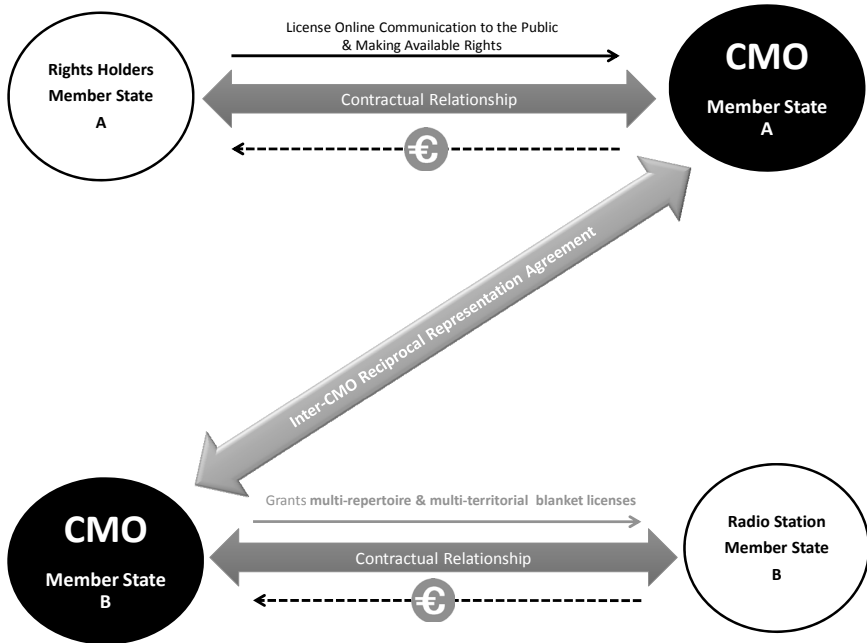 License Online Communication to the Public
& Making Available Rights
Rights Holders
Member State
A
Contractual Relationship
€
CMO
Member State
A
Inter-CMO Reciprocal Representation Agreement
CMO
Member State
B
Grants multi-repertoire & multi-territorial blanket licenses
Contractual Relationship
€
Radio Station
Member State
B